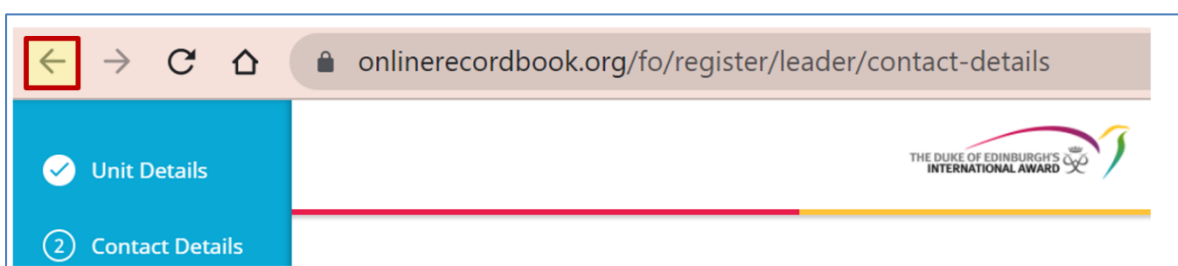 onlinerecordbook.org/fo/register/leader/contact-details
Unit Details
THE DUKE OF EDINBURGH'S
INTERNATIONAL AWARD
2 Contact Details